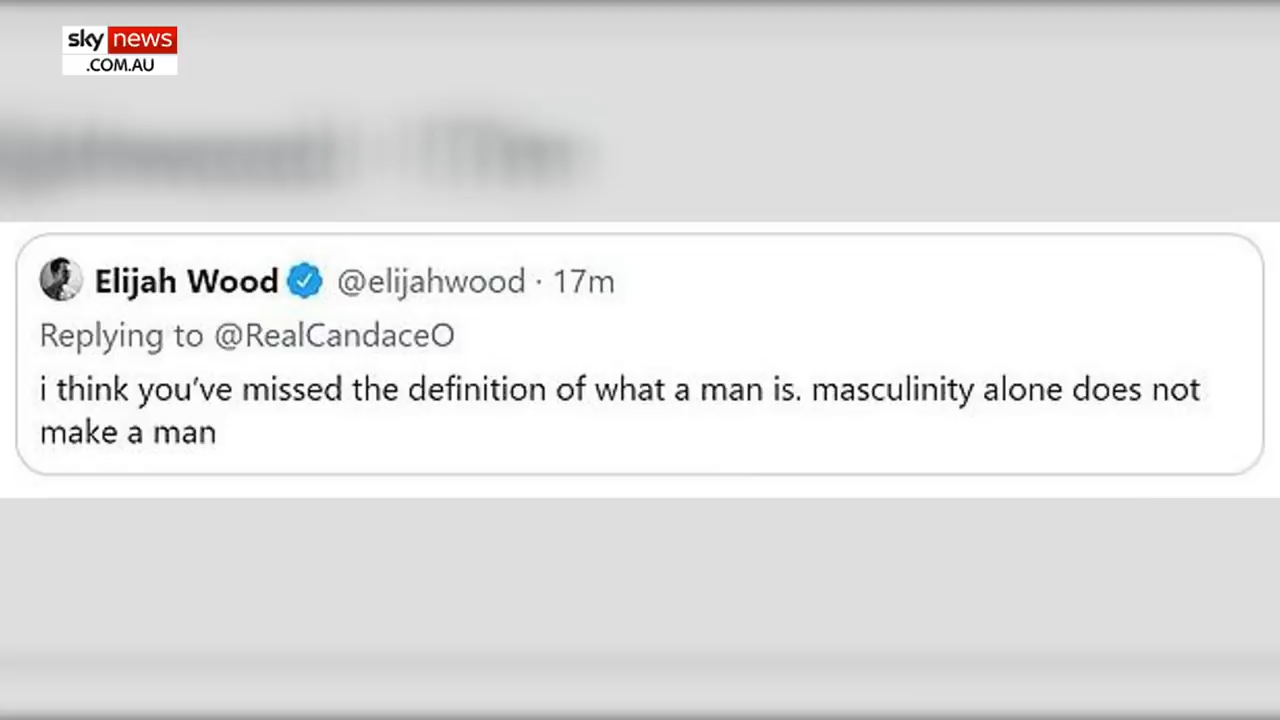 sky news
.COM.AU
Elijah Wood @elijahwood · 17m
Replying to @RealCandaceO
i think you've missed the definition of what a man is. masculinity alone does not
make a man